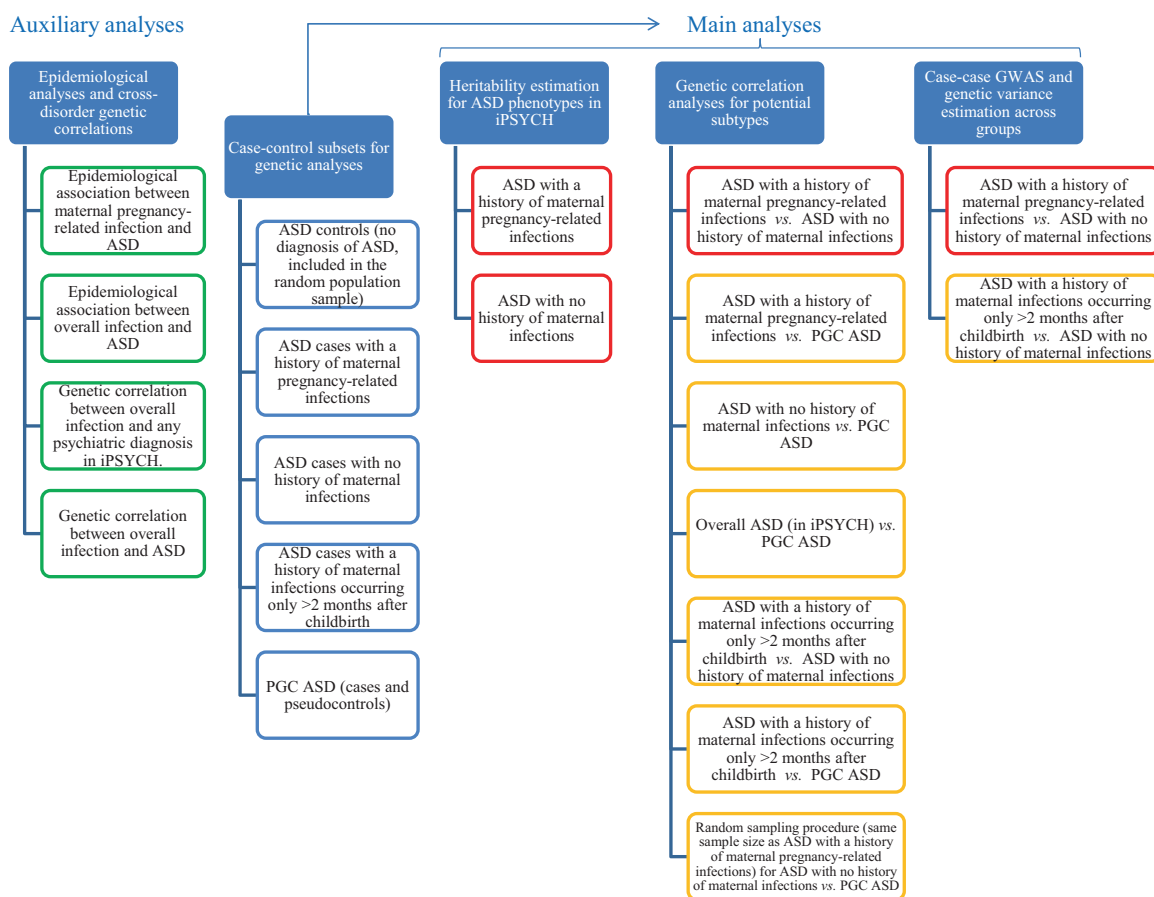 Auxiliary analyses
Main analyses
Epidemiological
analyses and cross-
disorder genetic
correlations
Epidemiological
association between
maternal pregnancy-
related infection and
ASD
Epidemiological
association between
overall infection and
ASD
Genetic correlation
between overall
infection and any
psychiatric diagnosis
in iPSYCH.
Genetic correlation
between overall
infection and ASD
Case-control subsets for
genetic analyses
ASD controls (no
diagnosis of ASD,
included in the
random population
sample)
ASD cases with a
history of maternal
pregnancy-related
infections
ASD cases with no
history of maternal
infections
ASD cases with a
history of maternal
infections occurring
only >2 months after
childbirth
PGC ASD (cases and
pseudocontrols)
Heritability estimation
for ASD phenotypes in
iPSYCH
ASD with a
history of maternal
pregnancy-related
infections
ASD with no
history of maternal
infections
Genetic correlation
analyses for potential
subtypes
ASD with a history of
maternal pregnancy-related
infections vs. ASD with no
history of maternal infections
ASD with a history of
maternal pregnancy-related
infections vs. PGC ASD
ASD with no history of
maternal infections vs. PGC
ASD
Overall ASD (in iPSYCH) vs.
PGC ASD
ASD with a history of
maternal infections occurring
only >2 months after
childbirth vs. ASD with no
history of maternal infections
ASD with a history of
maternal infections occurring
only >2 months after
childbirth vs. PGC ASD
Random sampling procedure (same
sample size as ASD with a history
of maternal pregnancy-related
infections) for ASD with no history
of maternal infections vs. PGC ASD
Case-case GWAS and
genetic variance
estimation across
groups
ASD with a history of
maternal pregnancy-related
infections vs. ASD with no
history of maternal infections
ASD with a history of
maternal infections occurring
only >2 months after
childbirth vs. ASD with no
history of maternal infections